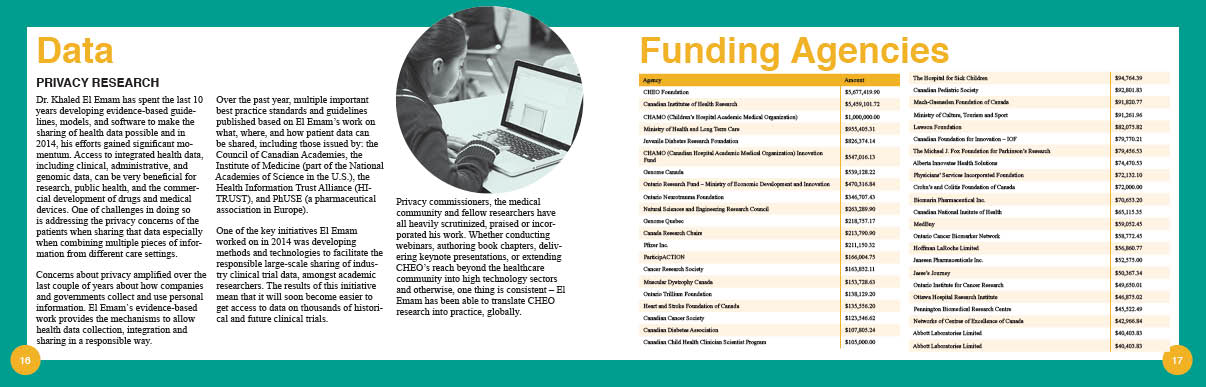 Data
PRIVACY RESEARCH
Dr. Khaled El Emam has spent the last 10
years developing evidence-based guide-
lines, models, and software to make the
sharing of health data possible and in
2014, his efforts gained significant mo-
mentum. Access to integrated health data,
including clinical, administrative, and
genomic data, can be very beneficial for
research, public health, and the commer-
cial development of drugs and medical
devices. One of challenges in doing so
is addressing the privacy concerns of the
patients when sharing that data especially
when combining multiple pieces of infor-
mation from different care settings.
Concerns about privacy amplified over the
last couple of years about how companies
and governments collect and use personal
information. El Emam's evidence-based
work provides the mechanisms to allow
health data collection, integration and
sharing in a responsible way.
Over the past year, multiple important
best practice standards and guidelines
published based on El Emam's work on
what, where, and how patient data can
be shared, including those issued by: the
Council of Canadian Academies, the
Institute of Medicine (part of the National
Academies of Science in the U.S.), the
Health Information Trust Alliance (HI-
TRUST), and PhUSE (a pharmaceutical
association in Europe).
One of the key initiatives El Emam
worked on in 2014 was developing
methods and technologies to facilitate the
responsible large-scale sharing of indus-
try clinical trial data, amongst academic
researchers. The results of this initiative
mean that it will soon become easier to
get access to data on thousands of histori-
cal and future clinical trials.
Privacy commissioners, the medical
community and fellow researchers have
all heavily scrutinized, praised or incor-
porated his work. Whether conducting
webinars, authoring book chapters, deliv-
ering keynote presentations, or extending
CHEO's reach beyond the healthcare
community into high technology sectors
and otherwise, one thing is consistent – El
Emam has been able to translate CHEO
research into practice, globally.
16
Funding Agencies
Agency Amount
CHEO Foundation $5,677,419.90
Canadian Institutes of Health Research $5,459,101.72
CHAMO (Children's Hospital Academic Medical Organization) $1,000,000.00
Ministry of Health and Long Term Care $955,405.31
Juvenile Diabetes Research Foundation $826,374.14
CHAMO (Canadian Hospital Academic Medical Organization) Innovation
Fund $547,016.13
Genome Canada $539,128.22
Ontario Research Fund – Ministry of Economic Development and Innovation $470,316.84
Ontario Neurotrauma Foundation $346,707.43
Natural Sciences and Engineering Research Council $263,289.90
Genome Quebec $218,757.17
Canada Research Chairs $213,790.90
Pfizer Inc. $211,150.32
ParticipACTION $166,004.75
Cancer Research Society $163,852.11
Muscular Dystrophy Canada $153,728.63
Ontario Trillium Foundation $138,129.20
Heart and Stroke Foundation of Canada $135,556.20
Canadian Cancer Society $123,546.62
Canadian Diabetes Association $107,805.24
Canadian Child Health Clinician Scientist Program $105,000.00
The Hospital for Sick Children $94,764.39
Canadian Pediatric Society $92,801.83
Mach-Gaensslen Foundation of Canada $91,820.77
Ministry of Culture, Tourism and Sport $91,261.96
Lawson Foundation $82,075.82
Canadian Foundation for Innovation – IOF $79,770.21
The Michael J. Fox Foundation for Parkinson's Research $79,456.53
Alberta Innovates Health Solutions $74,470.53
Physicians' Services Incorporated Foundation $72,132.10
Crohn's and Colitis Foundation of Canada $72,000.00
Biomarin Pharmaceutical Inc. $70,653.20
Canadian National Insitute of Health $65,115.35
MedBuy $59,052.45
Ontario Cancer Biomarker Network $58,772.45
Hoffman LaRoche Limited $56,860.77
Janssen Pharmaceuticals Inc. $52,575.00
Jesse's Journey $50,367.34
Ontario Institute for Cancer Research $49,650.01
Ottawa Hospital Research Institute $46,875.02
Pennington Biomedical Research Centre $45,522.49
Networks of Centres of Excellence of Canada $42,966.84
Abbott Laboratories Limited $40,403.83
Abbott Laboratories Limited $40,403.83
17